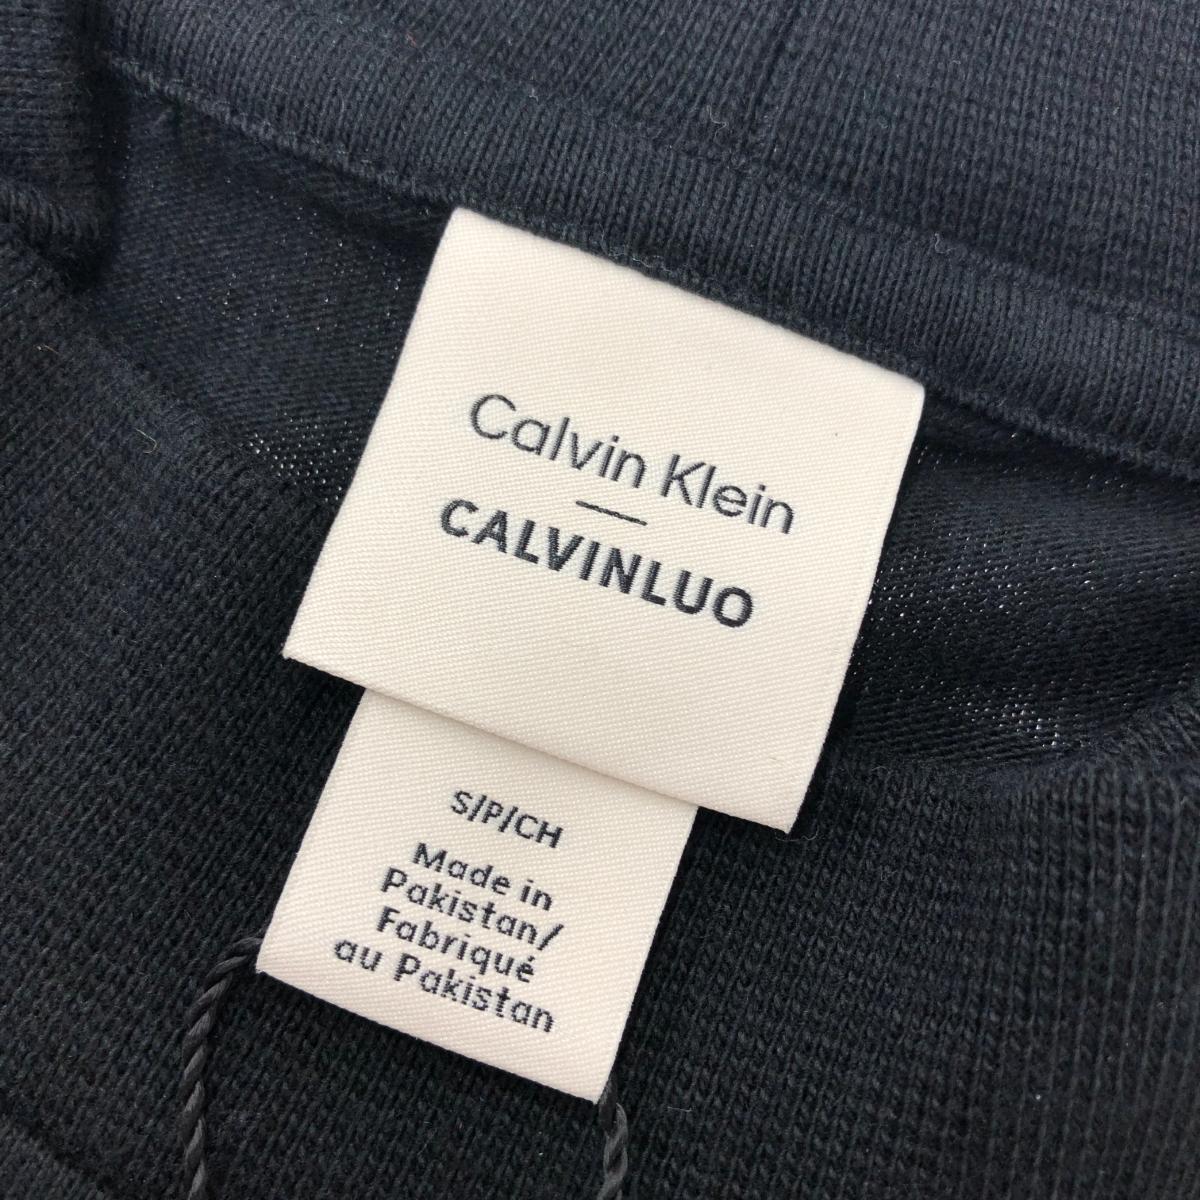 Calvin Klein
—
CALVINLUO
S/P/CH
Made in
Pakistan/
Fabriqué
au Pakistan